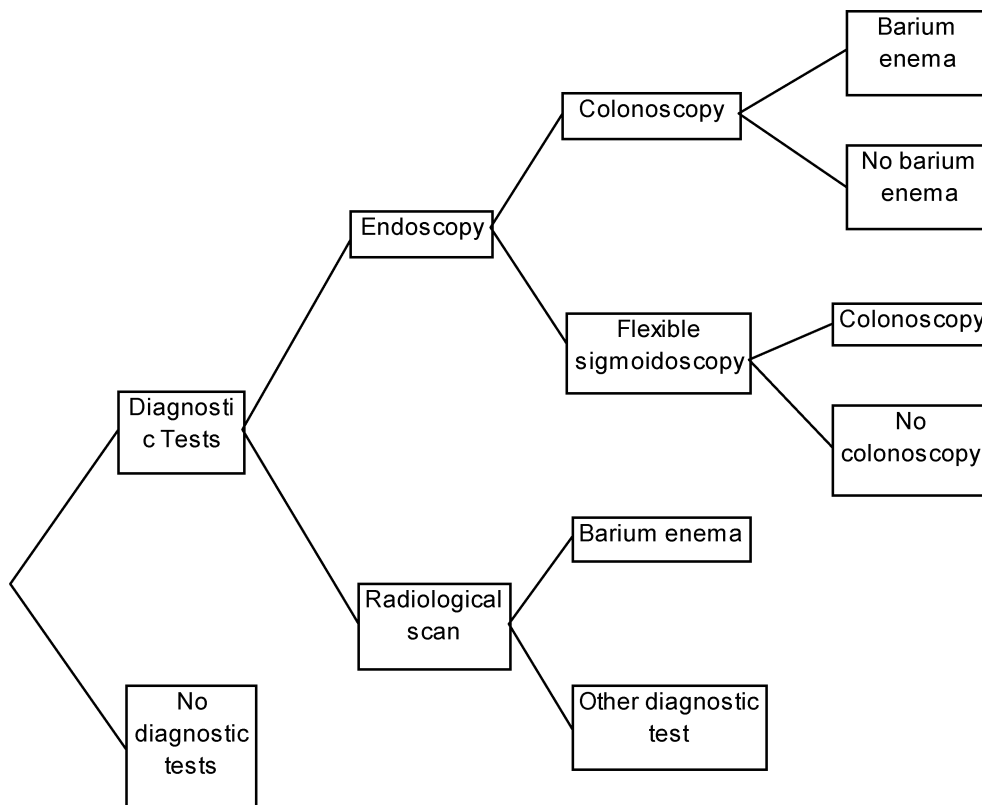 Barium
enema
Colonoscopy
No barium
enema
Endoscopy
Flexible
sigmoidoscopy
Colonoscopy
Diagnosti
c Tests
No
colonoscopy
Barium enema
Radiological
scan
Other diagnostic
test
No
diagnostic
tests